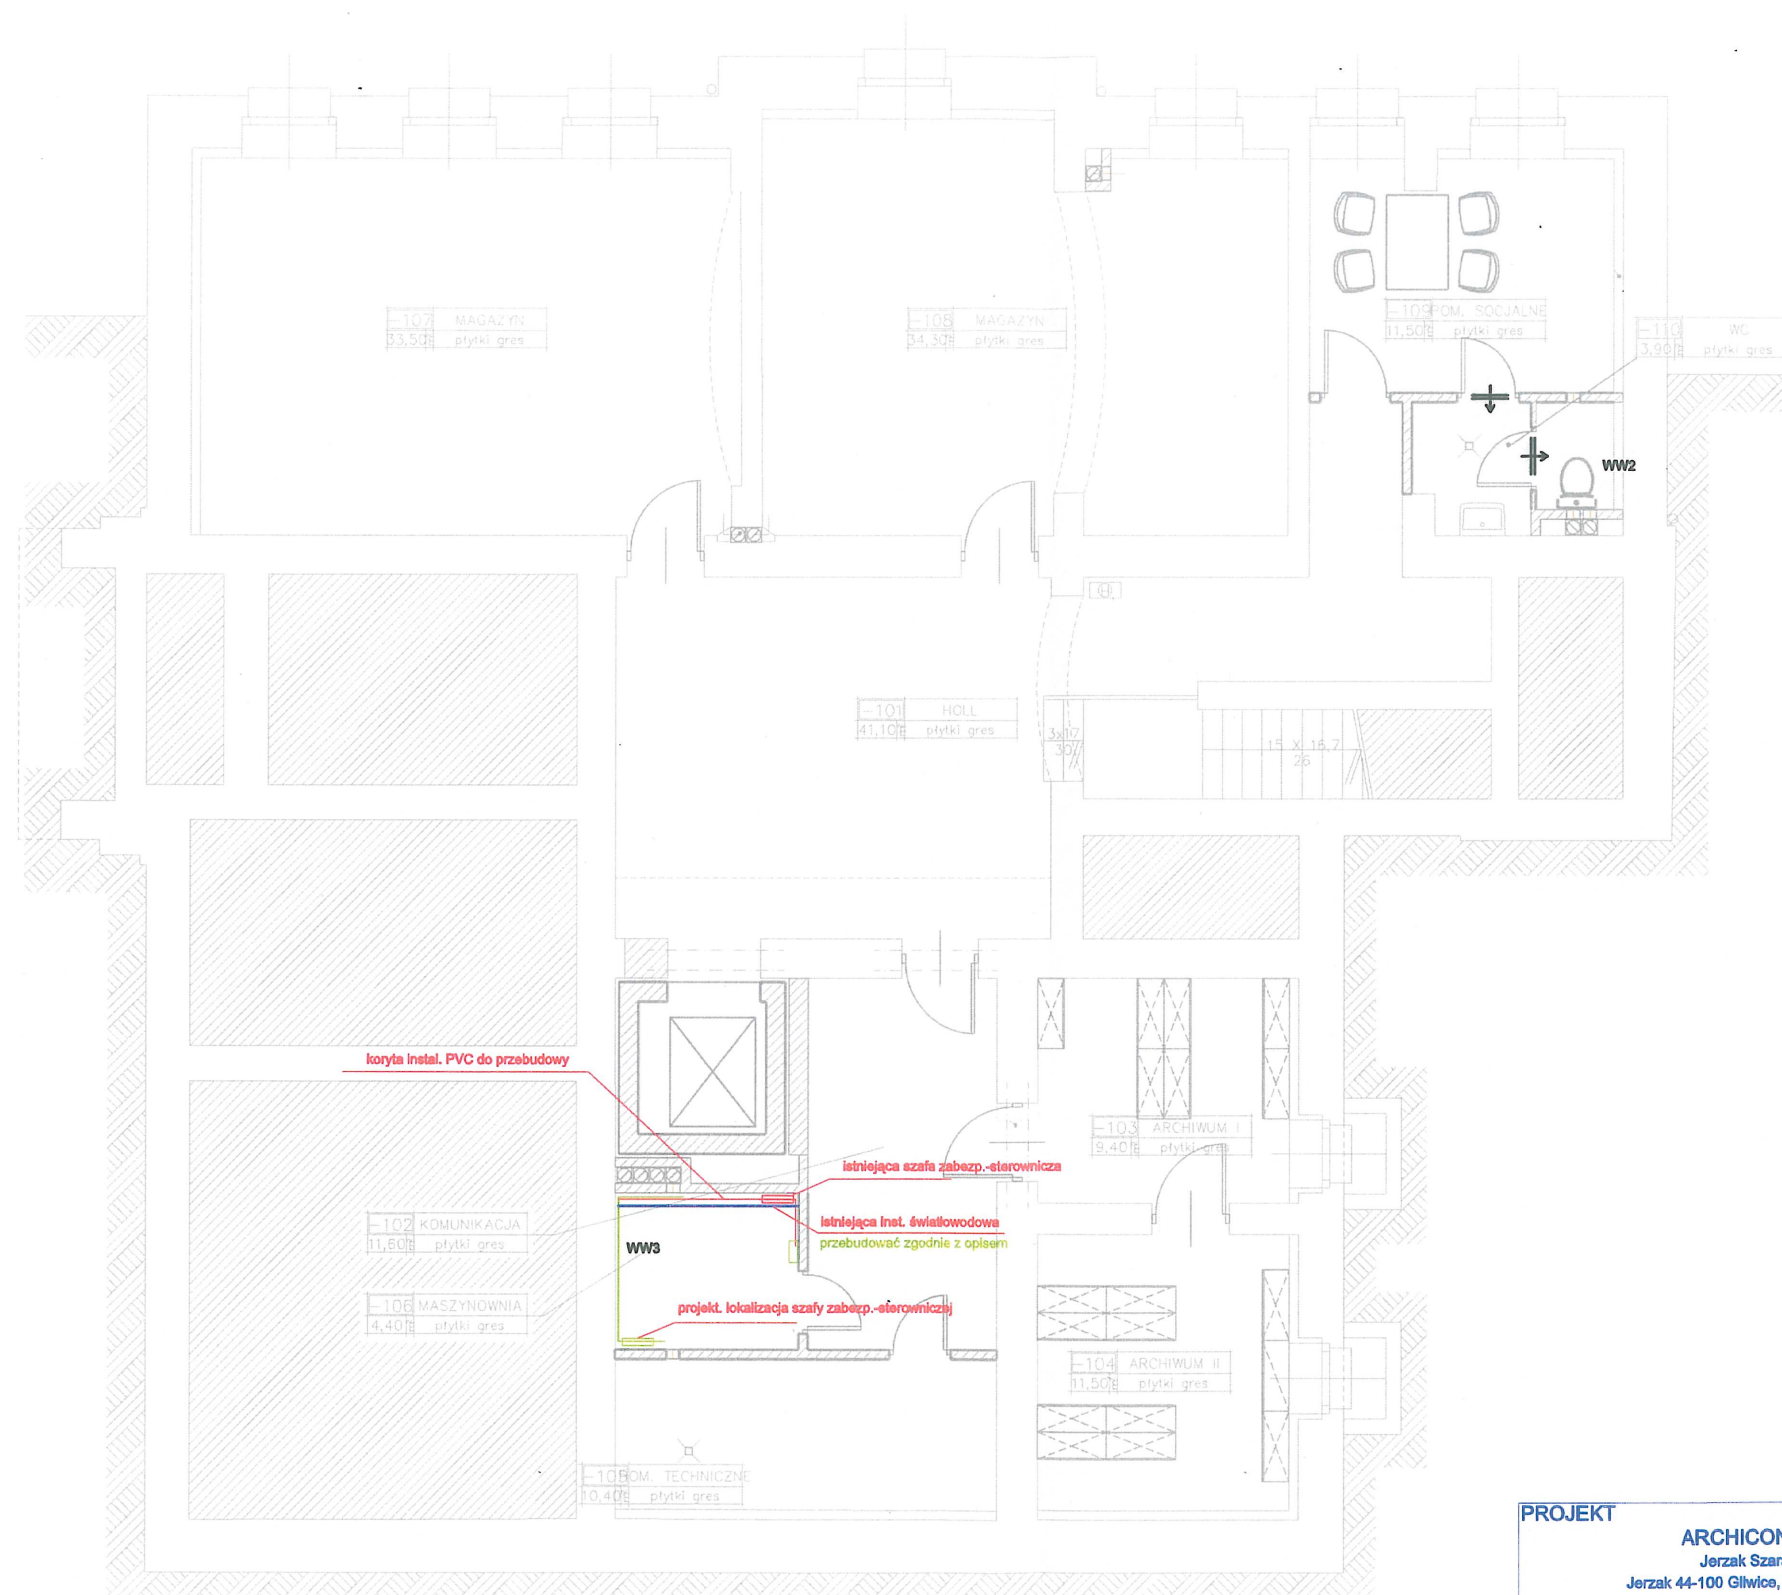 -107 MAGAZYN
33,50 płytki gres
-108 MAGAZYN
34,30 płytki gres
-109 POM. SOCJALNE
11,50 płytki gres
-110 WC
3,90 płytki gres
WW2
-101 HOLL
41,10 płytki gres
3x17
30
15 X 16,7
26
koryta instal. PVC do przebudowy
-103 ARCHIWUM I
9,40 płytki gres
istniejąca szafa zabezp.-sterownicza
-102 KOMUNIKACJA
11,60 płytki gres
istniejąca inst. światłowodowa
przebudować zgodnie z opisem
WW3
-106 MASZYNOWNIA
4,40 płytki gres
projekt. lokalizacja szafy zabezp.-sterowniczej
-104 ARCHIWUM II
11,50 płytki gres
-105 POM. TECHNICZNE
10,40 płytki gres
PROJEKT
ARCHICON
Jerzak Szar
Jerzak 44-100 Gliwice,